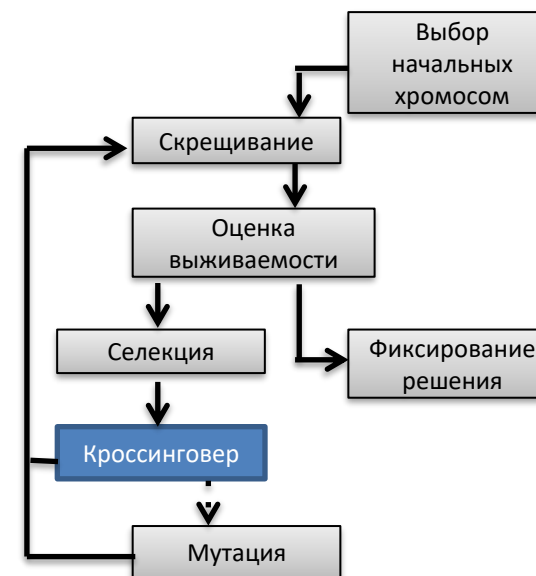 Выбор
начальных
хромосом
Скрещивание
Оценка
выживаемости
Селекция
Фиксирование
решения
Кроссинговер
Мутация